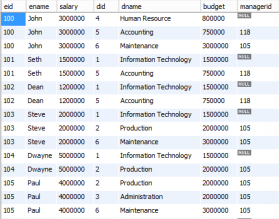 eid ename salary did dname budget managerid
100 John 3000000 4 Human Resource 800000 NULL
100 John 3000000 5 Accounting 750000 118
100 John 3000000 6 Maintenance 3000000 105
101 Seth 1500000 1 Information Technology 1500000 NULL
101 Seth 1500000 5 Accounting 750000 118
102 Dean 1200000 1 Information Technology 1500000 NULL
102 Dean 1200000 5 Accounting 750000 118
103 Steve 2000000 1 Information Technology 1500000 NULL
103 Steve 2000000 2 Production 2000000 105
103 Steve 2000000 6 Maintenance 3000000 105
104 Dwayne 5000000 1 Information Technology 1500000 NULL
104 Dwayne 5000000 2 Production 2000000 105
105 Paul 4000000 2 Production 2000000 105
105 Paul 4000000 3 Administration 2000000 105
105 Paul 4000000 6 Maintenance 3000000 105